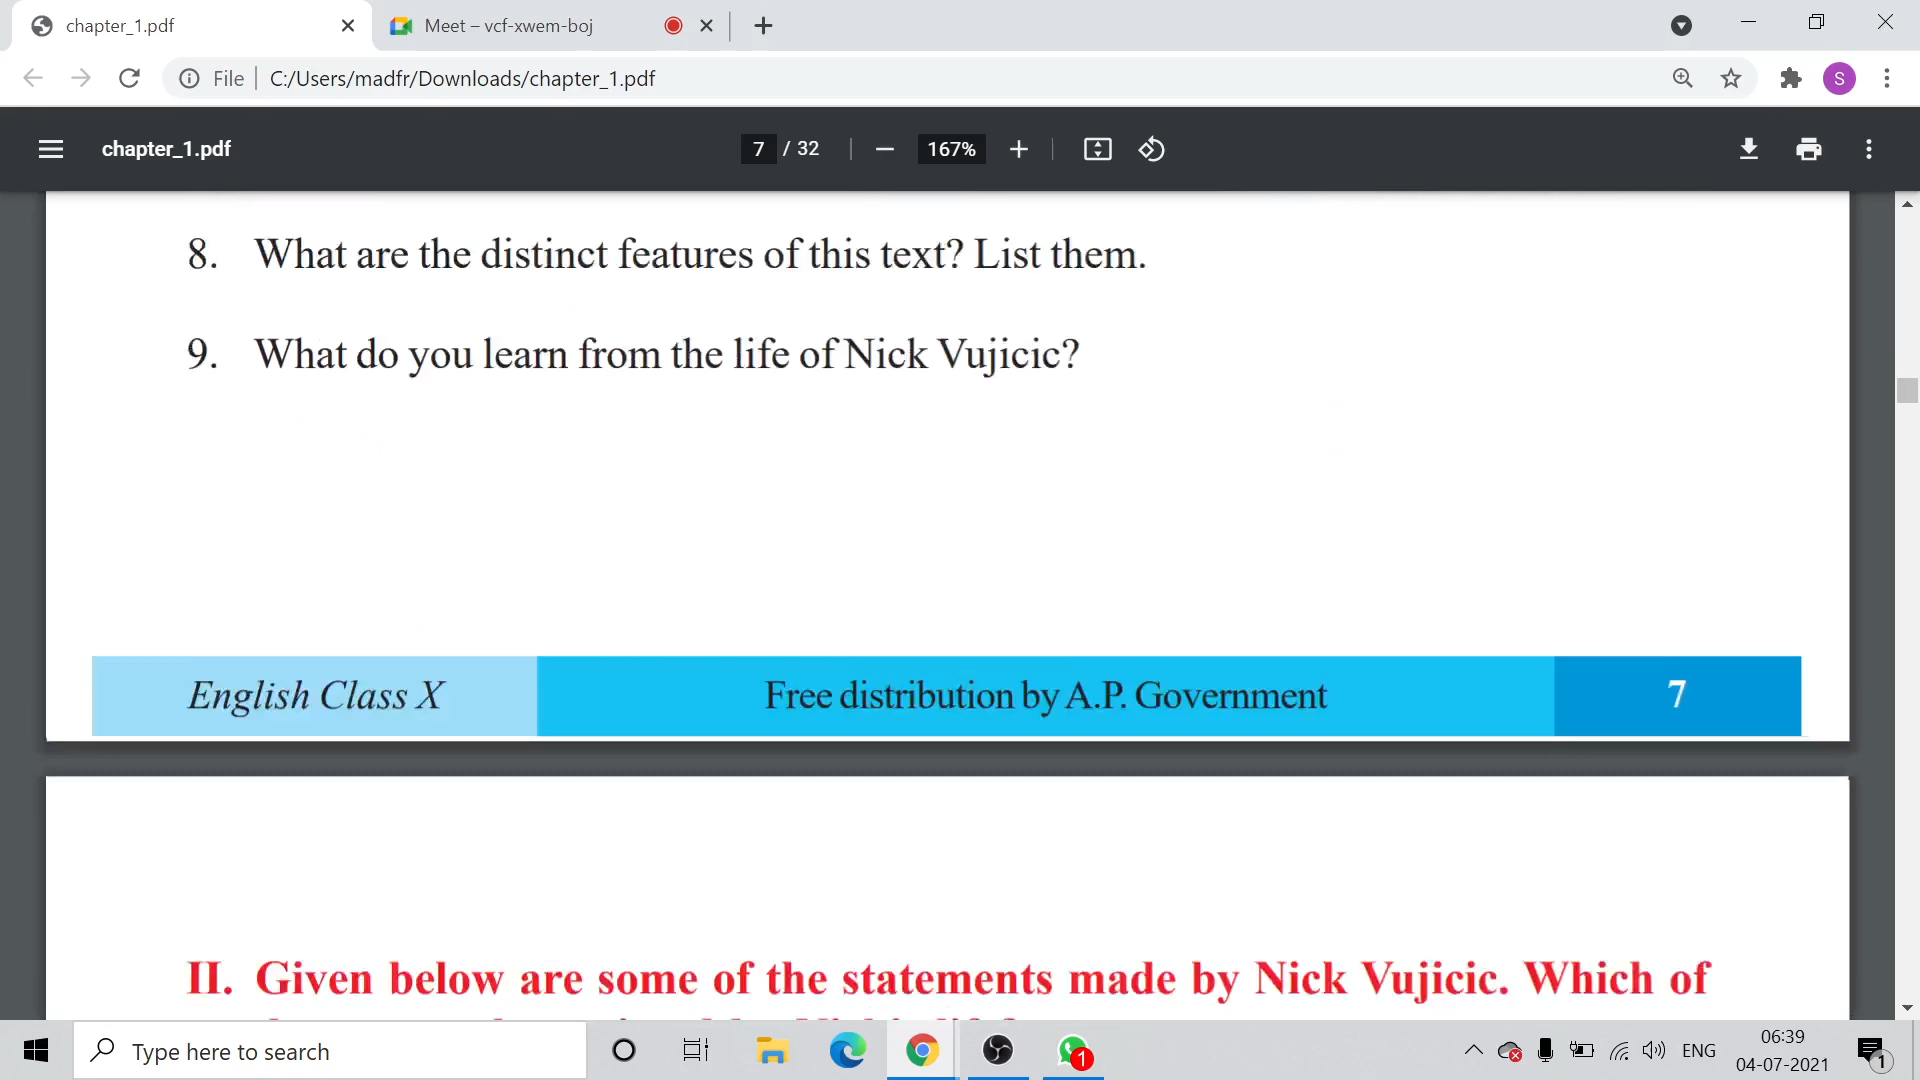 chapter_1.pdf
Meet – vcf-xwem-boj
File
C:/Users/madfr/Downloads/chapter_1.pdf
S
chapter_1.pdf
7 / 32
167%
8. What are the distinct features of this text? List them.
9. What do you learn from the life of Nick Vujicic?
English Class X
Free distribution by A.P. Government
7
II. Given below are some of the statements made by Nick Vujicic. Which of
Type here to search
1
ENG
06:39
04-07-2021
1